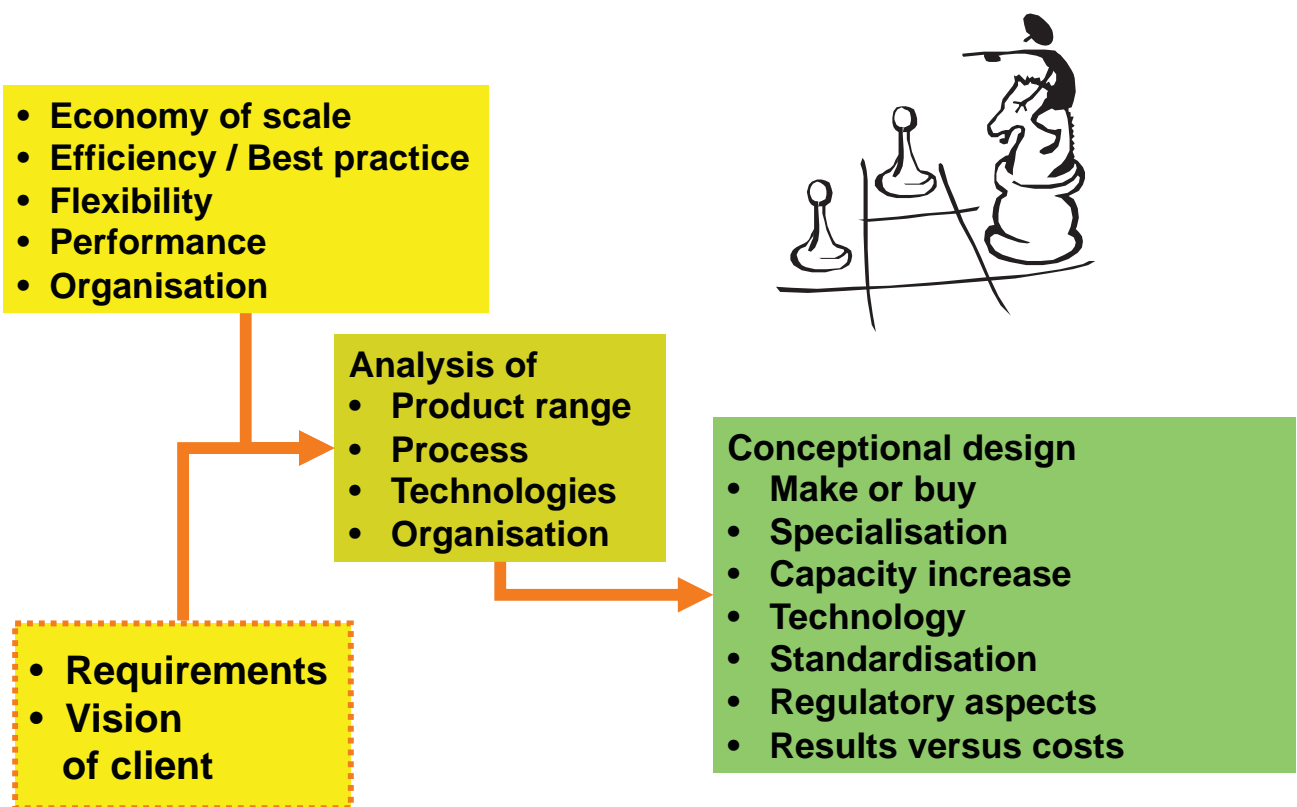 • Economy of scale
• Efficiency / Best practice
• Flexibility
• Performance
• Organisation
Analysis of
• Product range
• Process
• Technologies
• Organisation
Conceptional design
• Make or buy
• Specialisation
• Capacity increase
• Technology
• Standardisation
• Regulatory aspects
• Results versus costs
• Requirements
• Vision
of client